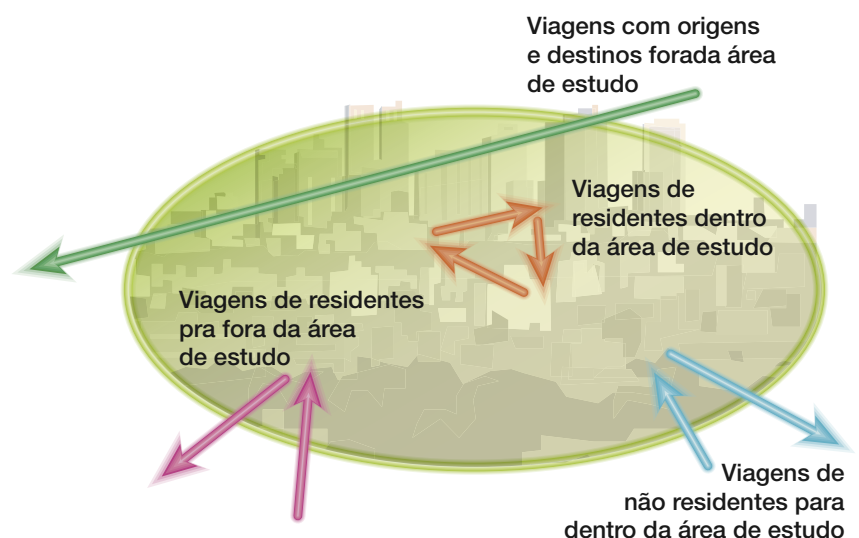 Viagens com origens
e destinos forada área
de estudo
Viagens de
residentes dentro
da área de estudo
Viagens de residentes
pra fora da área
de estudo
Viagens de
não residentes para
dentro da área de estudo